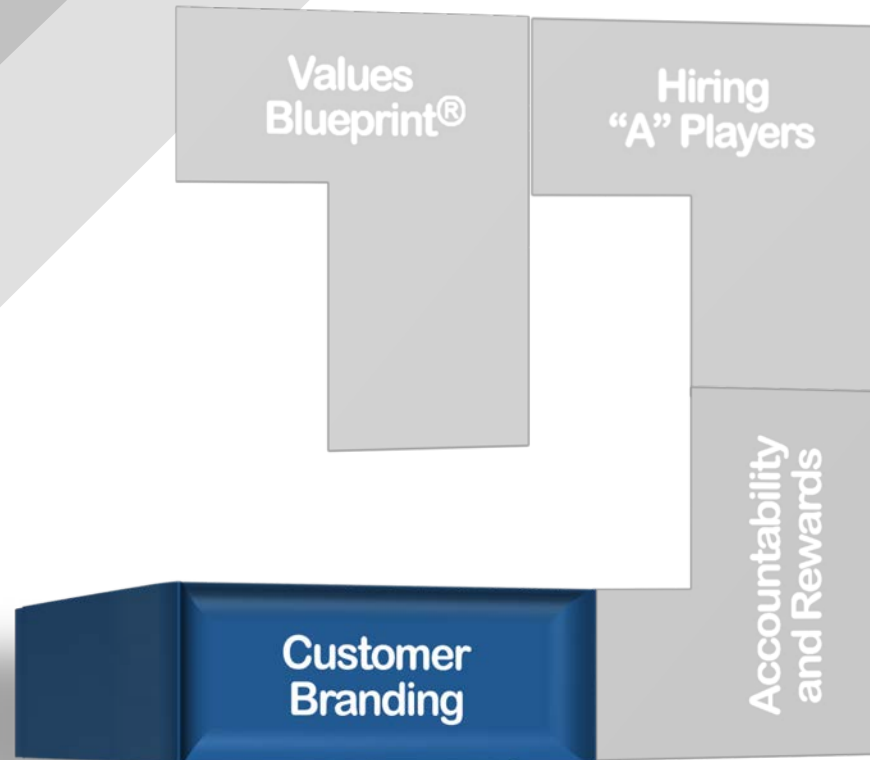 Values
Blueprint®
Hiring
“A” Players
Accountability
and Rewards
Customer
Branding